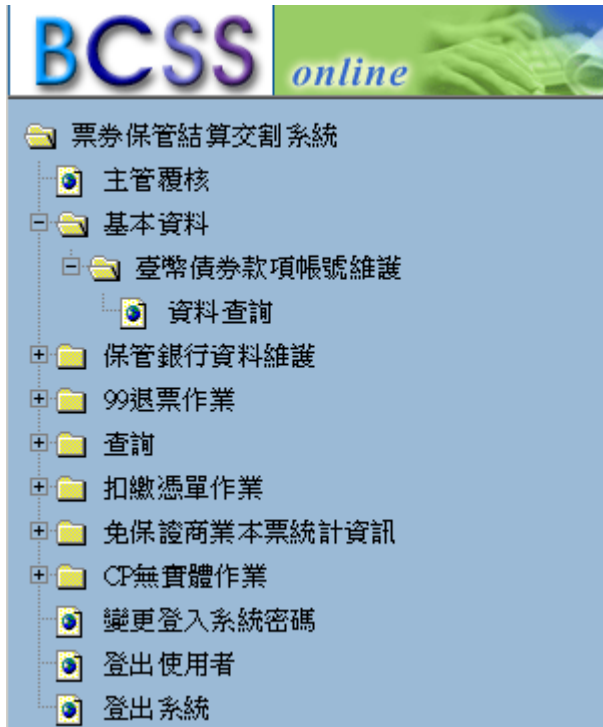 BCSS online
票券保管結算交割系統
主管覆核
基本資料
臺幣債券款項帳號維護
資料查詢
保管銀行資料維護
99退票作業
查詢
扣繳憑單作業
免保證商業本票統計資訊
CP無實體作業
變更登入系統密碼
登出使用者
登出系統